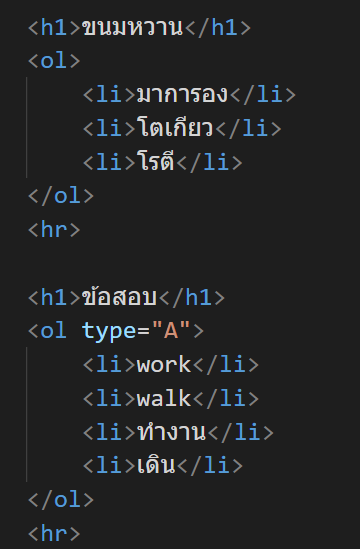 <h1>ขนมหวาน</h1>
<ol>
<li>มาการอง</li>
<li>โตเกียว</li>
<li>โรตี</li>
</ol>
<hr>
<h1>ข้อสอบ</h1>
<ol type="A">
<li>work</li>
<li>walk</li>
<li>ทำงาน</li>
<li>เดิน</li>
</ol>
<hr>